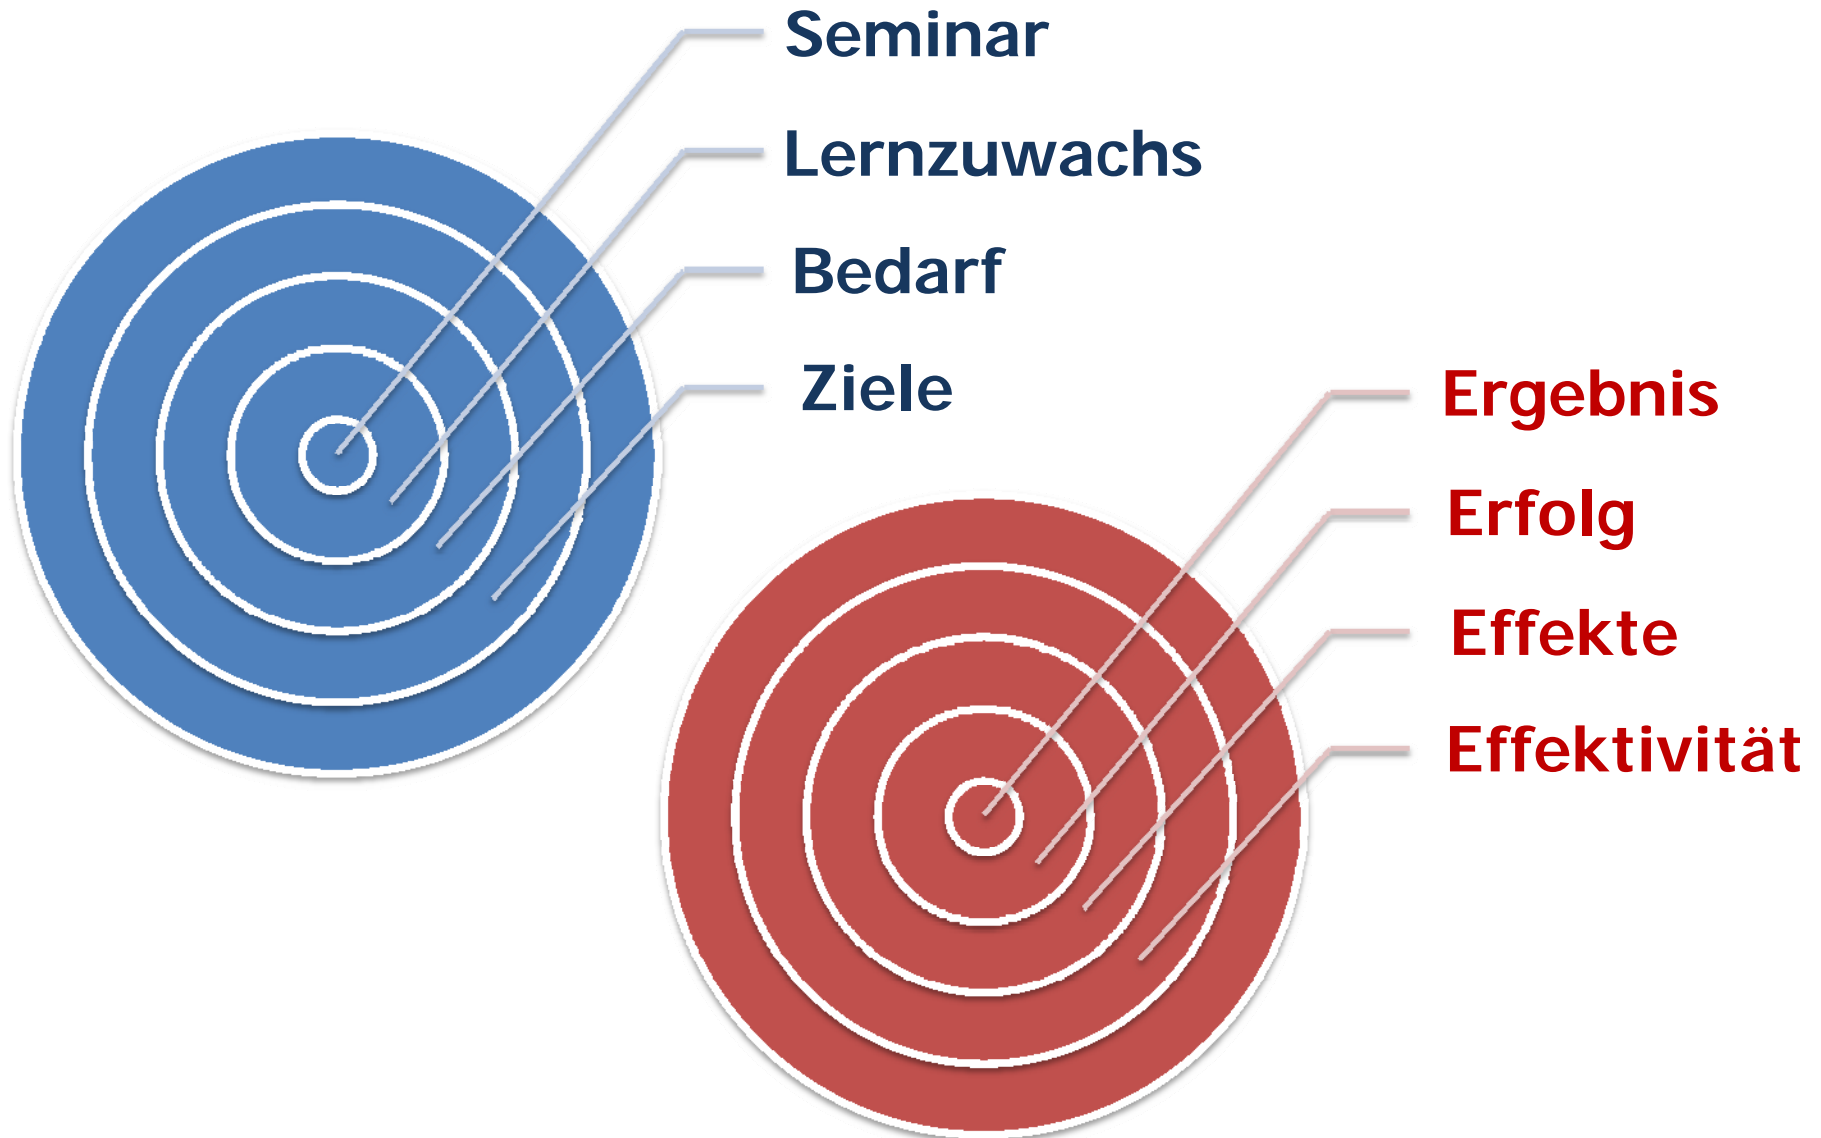 Seminar
Lernzuwachs
Bedarf
Ziele
Ergebnis
Erfolg
Effekte
Effektivität